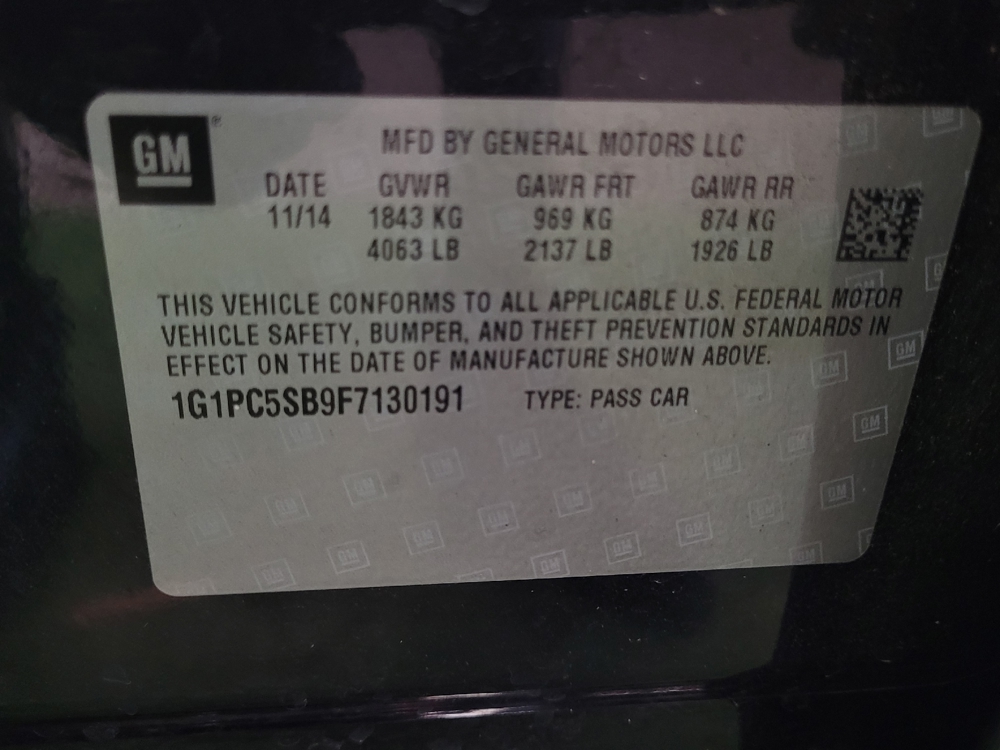 GM®
MFD BY GENERAL MOTORS LLC
DATE GVWR GAWR FRT GAWR RR
11/14 1843 KG 969 KG 874 KG
4063 LB 2137 LB 1926 LB
THIS VEHICLE CONFORMS TO ALL APPLICABLE U.S. FEDERAL MOTOR
VEHICLE SAFETY, BUMPER, AND THEFT PREVENTION STANDARDS IN
EFFECT ON THE DATE OF MANUFACTURE SHOWN ABOVE.
1G1PC5SB9F7130191 TYPE: PASS CAR